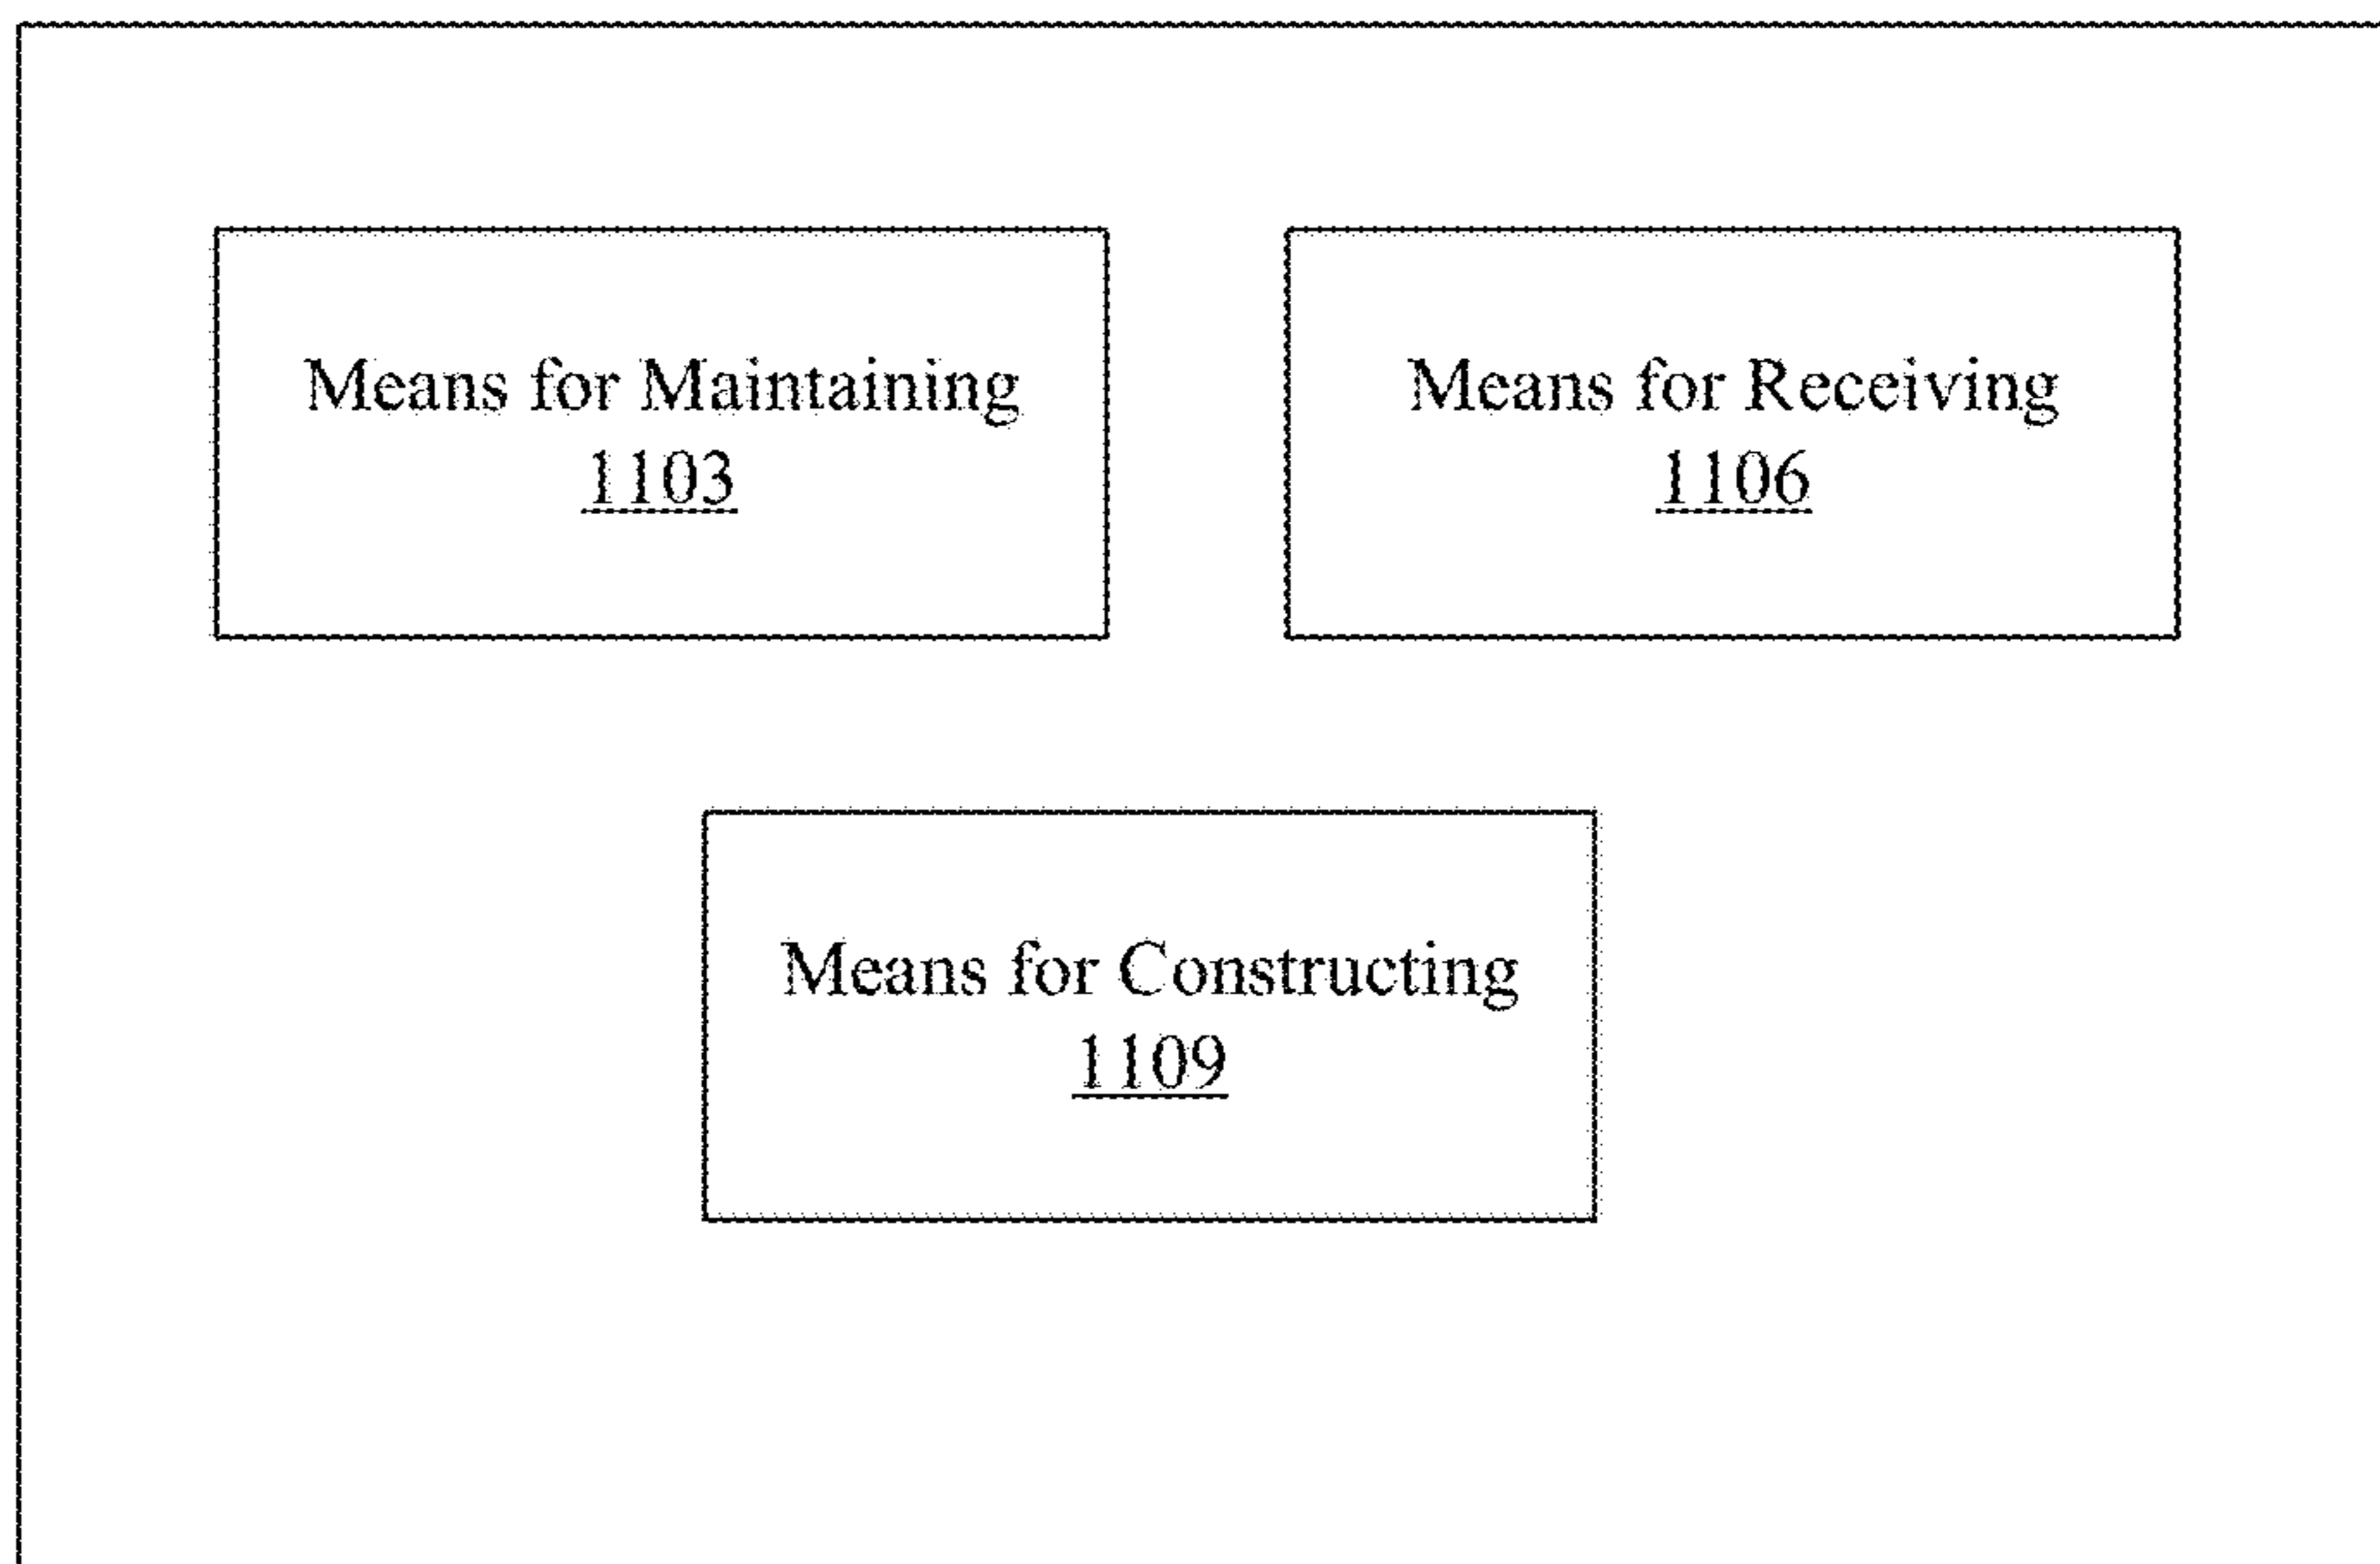 Means for Maintaining
1103
Means for Receiving
1106
Means for Constructing
1109